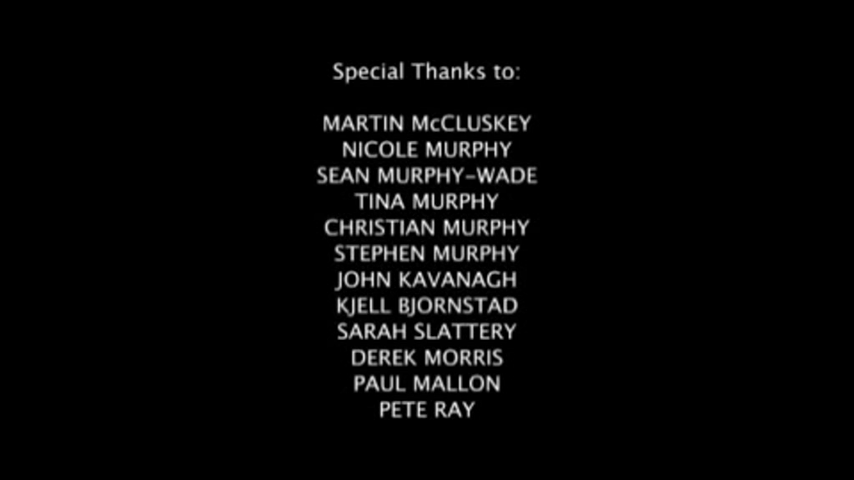 Special Thanks to:
MARTIN McCLUSKEY
NICOLE MURPHY
SEAN MURPHY-WADE
TINA MURPHY
CHRISTIAN MURPHY
STEPHEN MURPHY
JOHN KAVANAGH
KJELL BJORNSTAD
SARAH SLATTERY
DEREK MORRIS
PAUL MALLON
PETE RAY